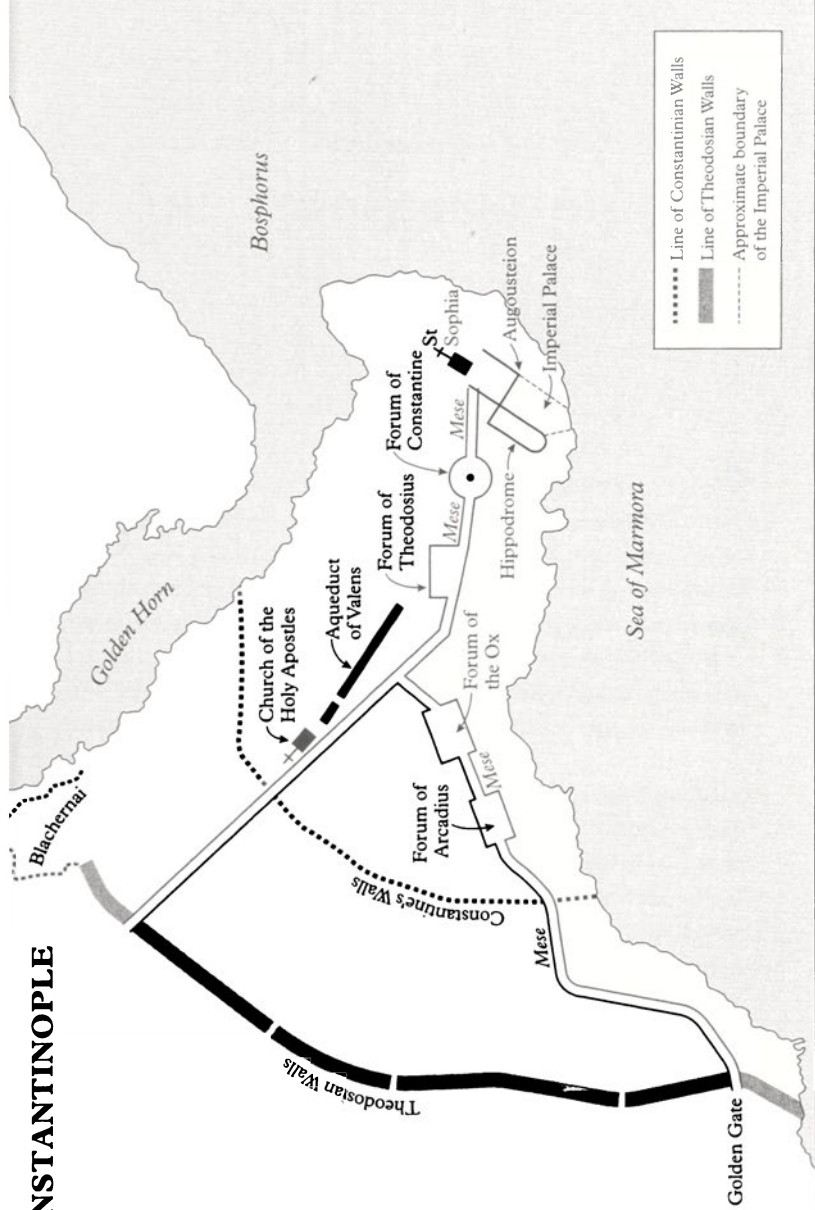 NSTANTINOPLE
Blachernai
Golden Horn
Bosphorus
Church of the
Holy Apostles
Aqueduct
of Valens
Forum of
Theodosius
Forum of
Constantine
St
Sophia
Mese
Mese
Augousteion
Imperial Palace
Hippodrome
Forum of
the Ox
Mese
Forum of
Arcadius
Constantine's Walls
Mese
Theodosian Walls
Golden Gate
Sea of Marmora
Line of Constantinian Walls
Line of Theodosian Walls
Approximate boundary
of the Imperial Palace